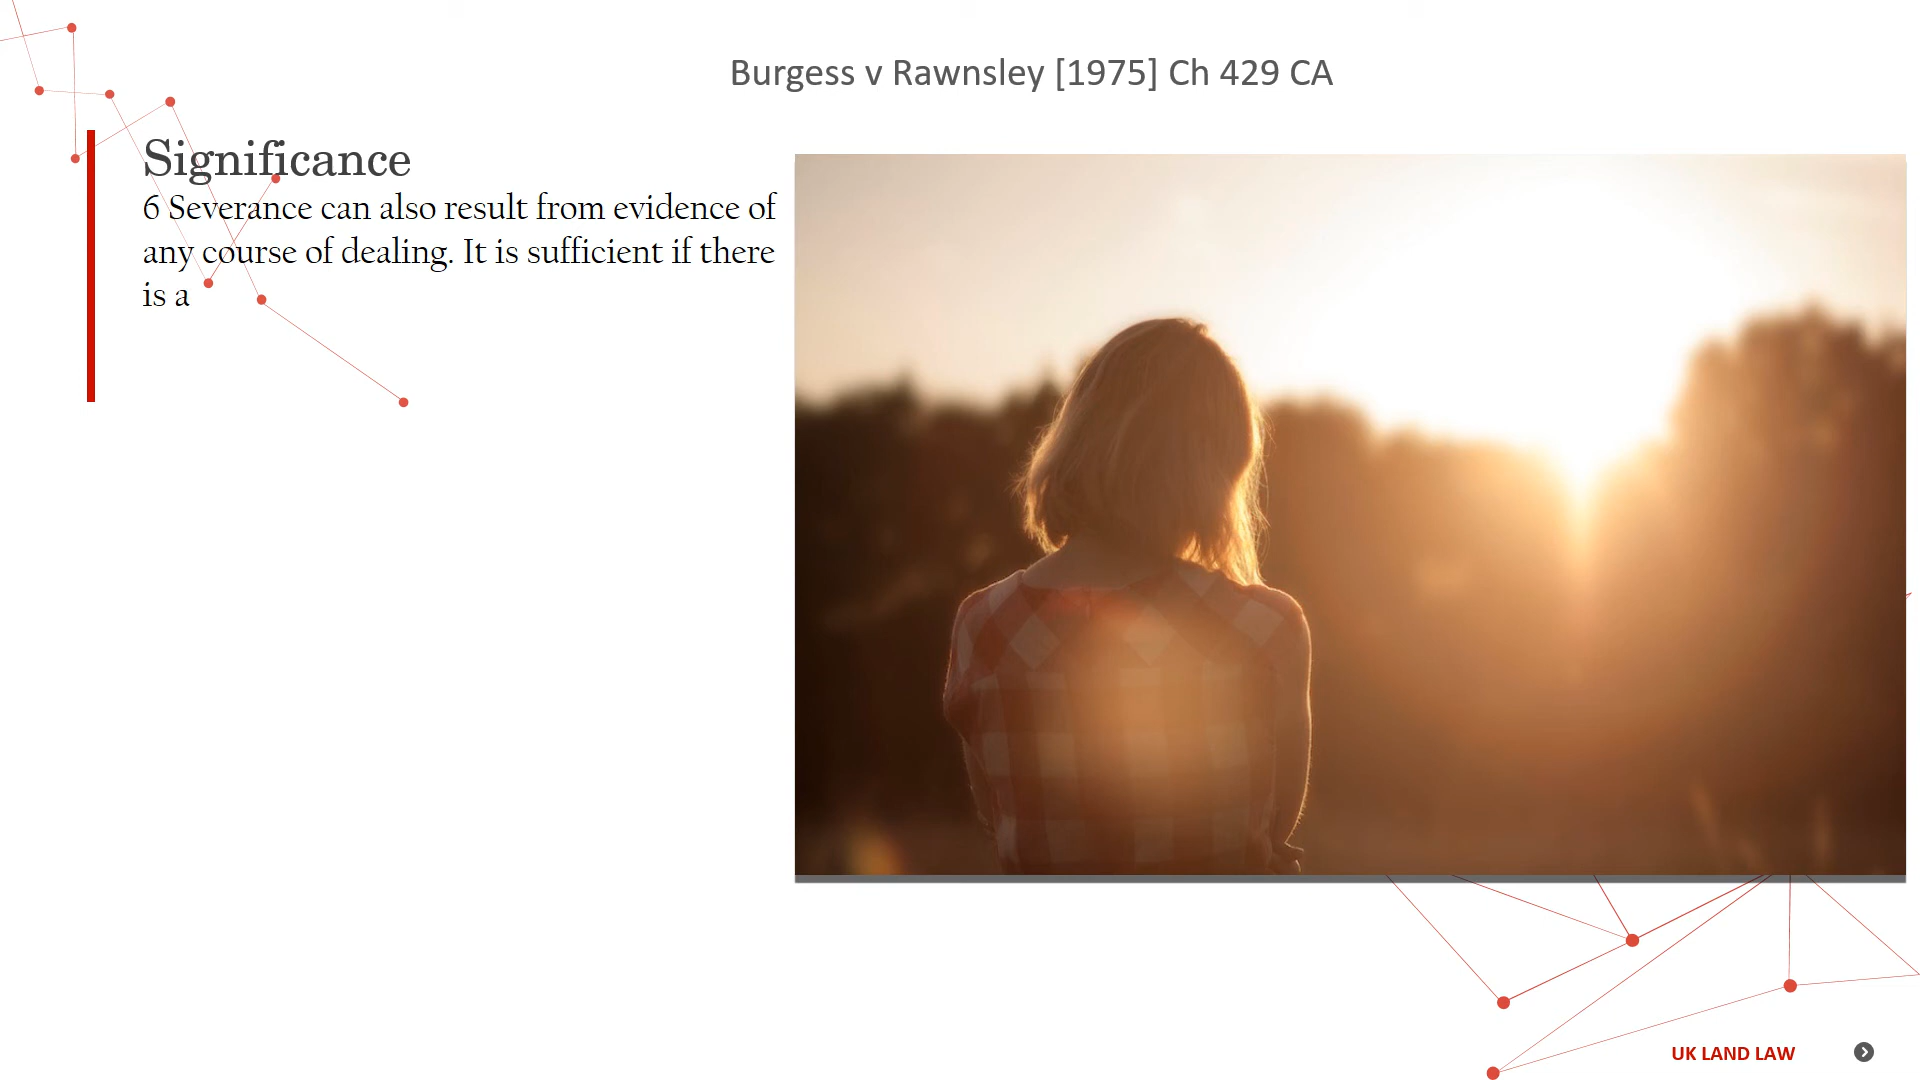 Burgess v Rawnsley [1975] Ch 429 CA
Significance
6 Severance can also result from evidence of
any course of dealing. It is sufficient if there
is a
UK LAND LAW